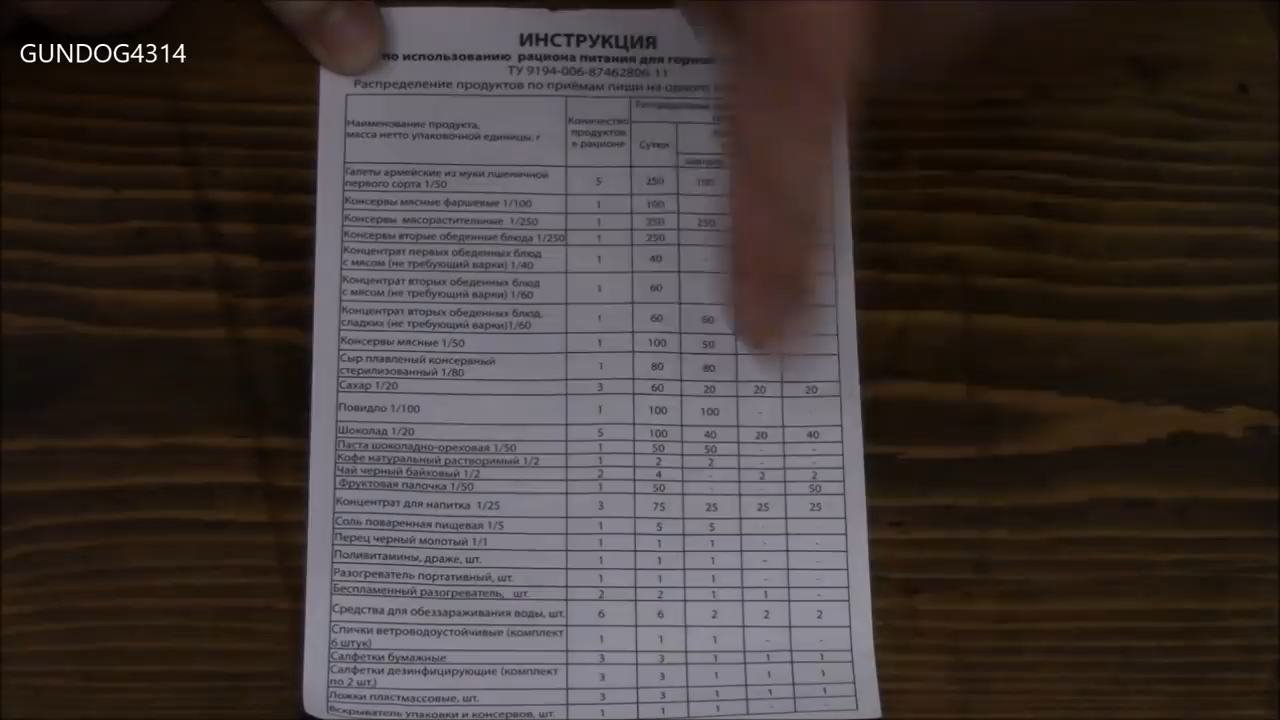 GUNDOG4314
ИНСТРУКЦИЯ
по использованию рациона питания для
ТУ 9194-006-87462806-11
Распределение продуктов по приёмам пищи на одного
Наименование продукта,
масса нетто упаковочной единицы, г
Количество
продуктов
в рационе
Сутки
Галеты армейские из муки пшеничной
первого сорта 1/50 5 250 100
Консервы мясные фаршевые 1/100 1 100
Консервы мясорастительные 1/250 1 250 250
Консервы вторые обеденные блюда 1/250 1 250
Концентрат первых обеденных блюд
с мясом (не требующий варки) 1/40 1 40 -
Концентрат вторых обеденных блюд
с мясом (не требующий варки) 1/60 1 60
Концентрат вторых обеденных блюд
сладких (не требующий варки)1/60 1 60 60
Консервы мясные 1/50 1 100 50
Сыр плавленый консервный
стерилизованный 1/80 1 80 80
Сахар 1/20 3 60 20 20 20
Повидло 1/100 1 100 100 - -
Шоколад 1/20 5 100 40 20 40
Паста шоколадно-ореховая 1/50 1 50 50 - -
Кофе натуральный растворимый 1/2 1 2 2 - -
Чай черный байховый 1/2 2 4 - 2 2
Фруктовая палочка 1/50 1 50 - - 50
Концентрат для напитка 1/25 3 75 25 25 25
Соль поваренная пищевая 1/5 1 5 5 - -
Перец черный молотый 1/1 1 1 1 - -
Поливитамины, драже, шт. 1 1 1 - -
Разогреватель портативный, шт. 1 1 1 - -
Беспламенный разогреватель, шт. 2 2 1 1 -
Средства для обеззараживания воды, шт. 6 6 2 2 2
Спички ветроводоустойчивые (комплект
6 штук) 1 1 1 - -
Салфетки бумажные 3 3 1 1 1
Салфетки дезинфицирующие (комплект
по 2 шт.) 3 3 1 1 1
Ложки пластмассовые, шт. 3 3 1 1 1
Вскрыватель упаковки и консервов, шт. 1 1 1 - -